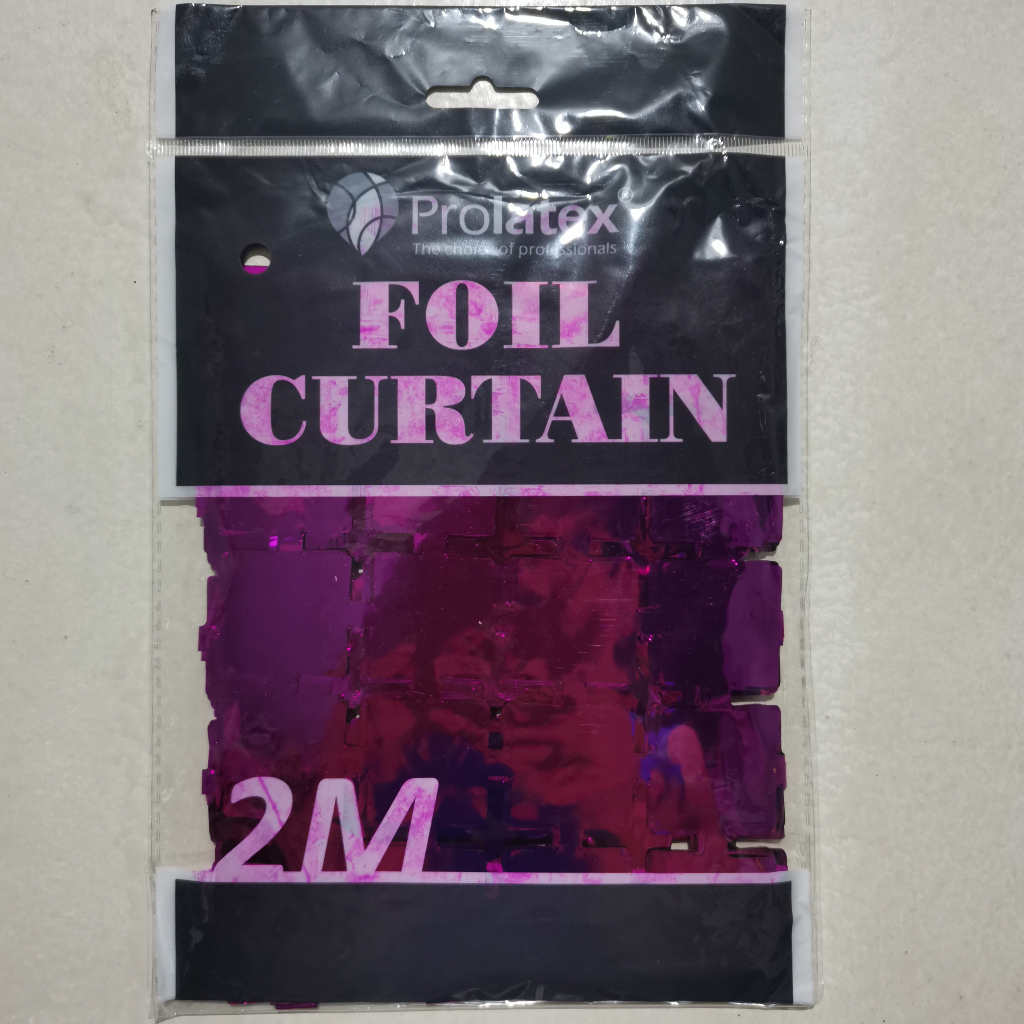 Prolatex®
The choice of professionals
FOIL
CURTAIN
2M